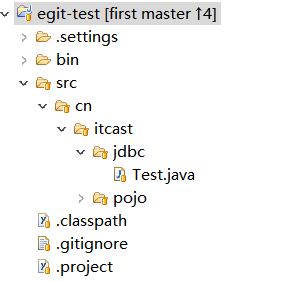 egit-test [first master ↑4]
.settings
bin
src
cn
itcast
jdbc
Test.java
pojo
.classpath
.gitignore
.project